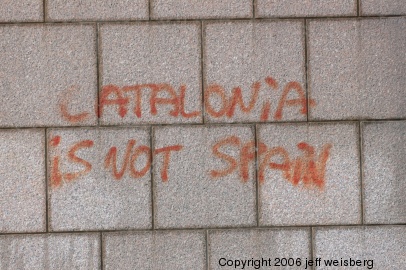 CATALONiA
iS NOT SPAiN
Copyright 2006 jeff weisberg